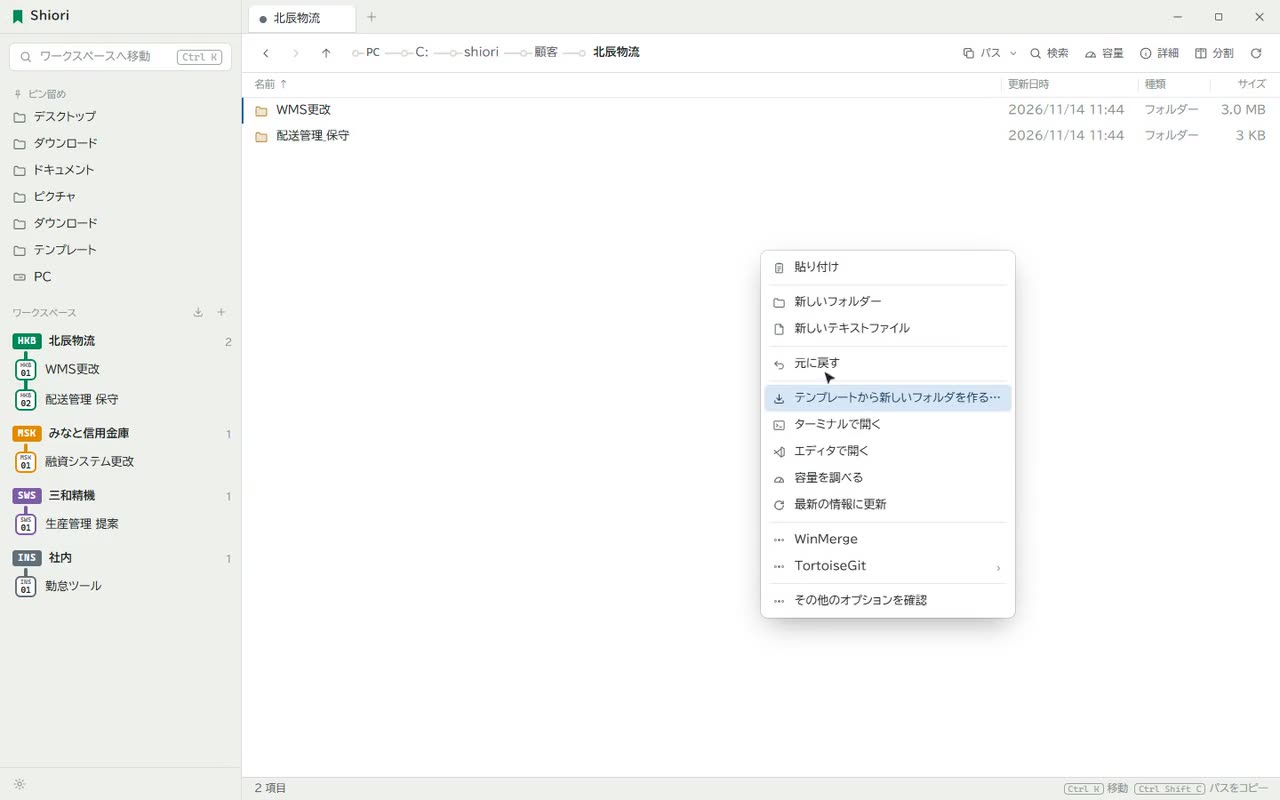 Shiori
北辰物流
ワークスペースへ移動 Ctrl K
PC C: shiori 顧客 北辰物流
パス 検索 容量 詳細 分割
ピン留め
デスクトップ
ダウンロード
ドキュメント
ピクチャ
ダウンロード
テンプレート
PC
ワークスペース
HKB 北辰物流 2
HKB 01 WMS更改
HKB 02 配送管理 保守
MSK みなと信用金庫 1
MSK 01 融資システム更改
SWS 三和精機 1
SWS 01 生産管理 提案
INS 社内 1
INS 01 勤怠ツール
名前 更新日時 種類 サイズ
WMS更改 2026/11/14 11:44 フォルダー 3.0 MB
配送管理_保守 2026/11/14 11:44 フォルダー 3 KB
貼り付け
新しいフォルダー
新しいテキストファイル
元に戻す
テンプレートから新しいフォルダを作る…
ターミナルで開く
エディタで開く
容量を調べる
最新の情報に更新
WinMerge
TortoiseGit
その他のオプションを確認
2 項目
Ctrl K 移動 Ctrl Shift C パスをコピー